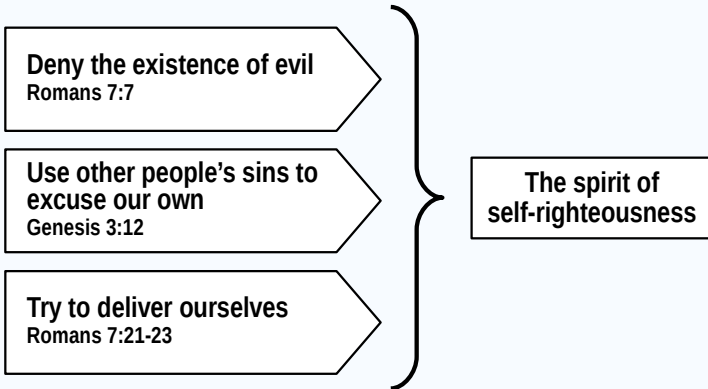 Deny the existence of evil
Romans 7:7
Use other people’s sins to
excuse our own
Genesis 3:12
Try to deliver ourselves
Romans 7:21-23
The spirit of
self-righteousness